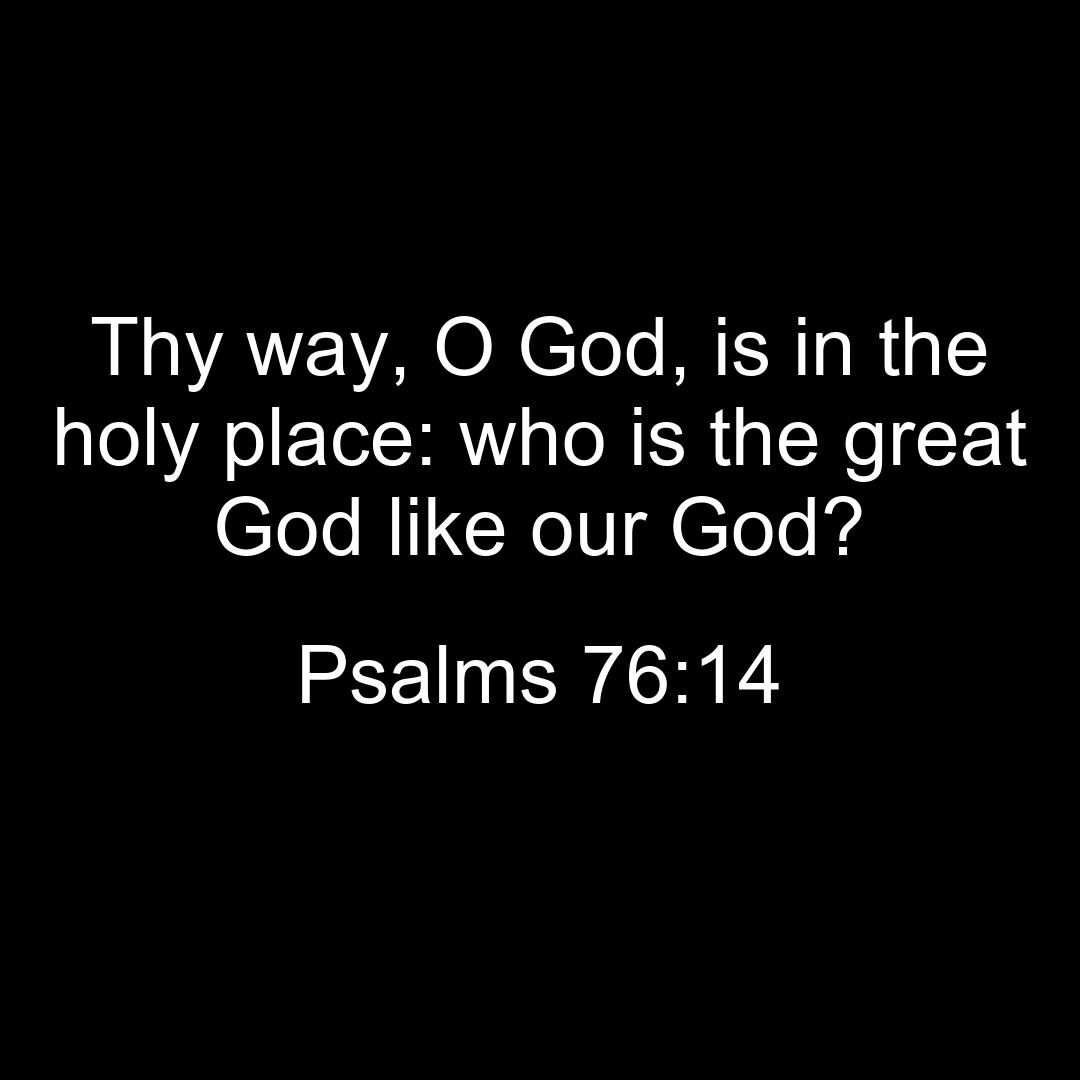 Thy way, O God, is in the
holy place: who is the great
God like our God?
Psalms 76:14